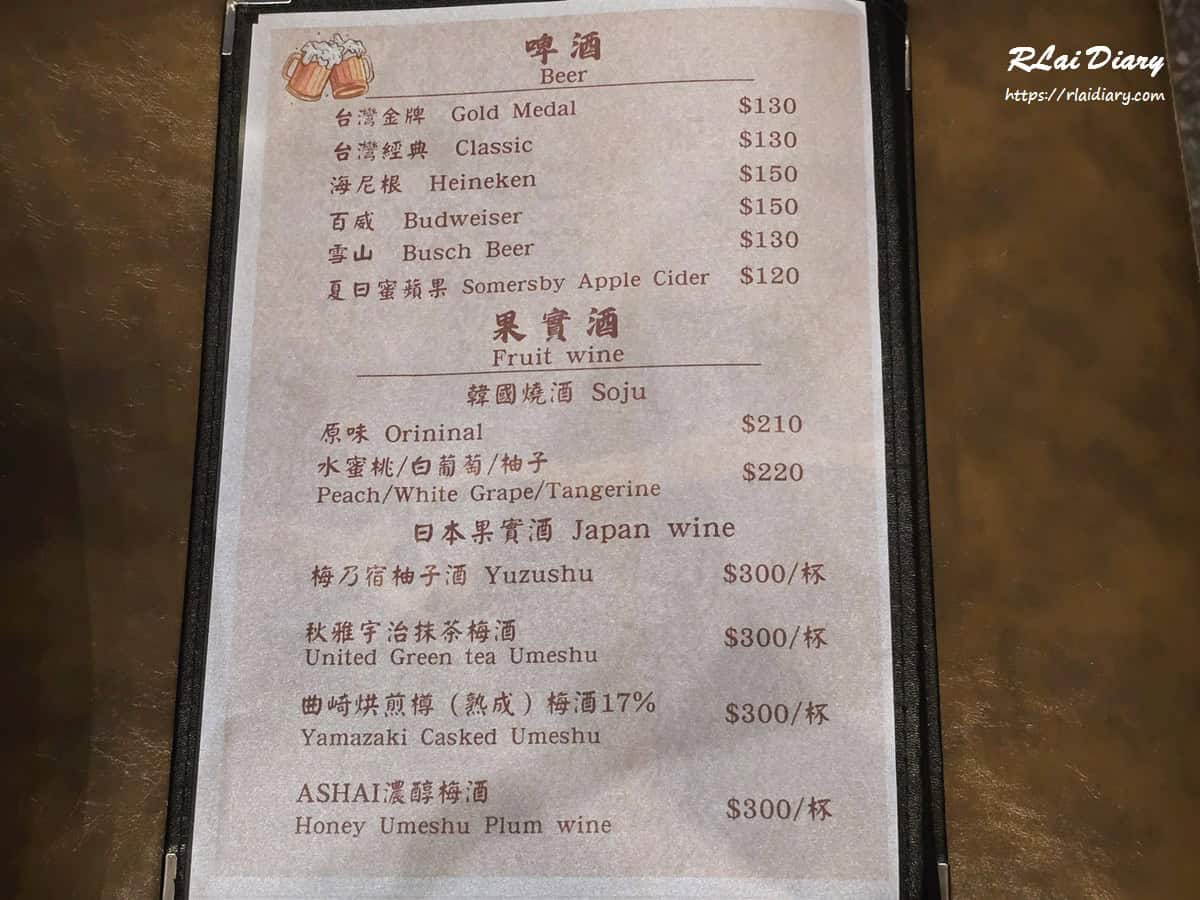 RLai Diary
https://rlaidiary.com
啤酒
Beer
台灣金牌 Gold Medal $130
台灣經典 Classic $130
海尼根 Heineken $150
百威 Budweiser $150
雪山 Busch Beer $130
夏日蜜蘋果 Somersby Apple Cider $120
果實酒
Fruit wine
韓國燒酒 Soju
原味 Orininal $210
水蜜桃/白葡萄/柚子 $220
Peach/White Grape/Tangerine
日本果實酒 Japan wine
梅乃宿柚子酒 Yuzushu $300/杯
秋雅宇治抹茶梅酒 $300/杯
United Green tea Umeshu
曲崎烘煎樽（熟成）梅酒17% $300/杯
Yamazaki Casked Umeshu
ASHAI濃醇梅酒 $300/杯
Honey Umeshu Plum wine